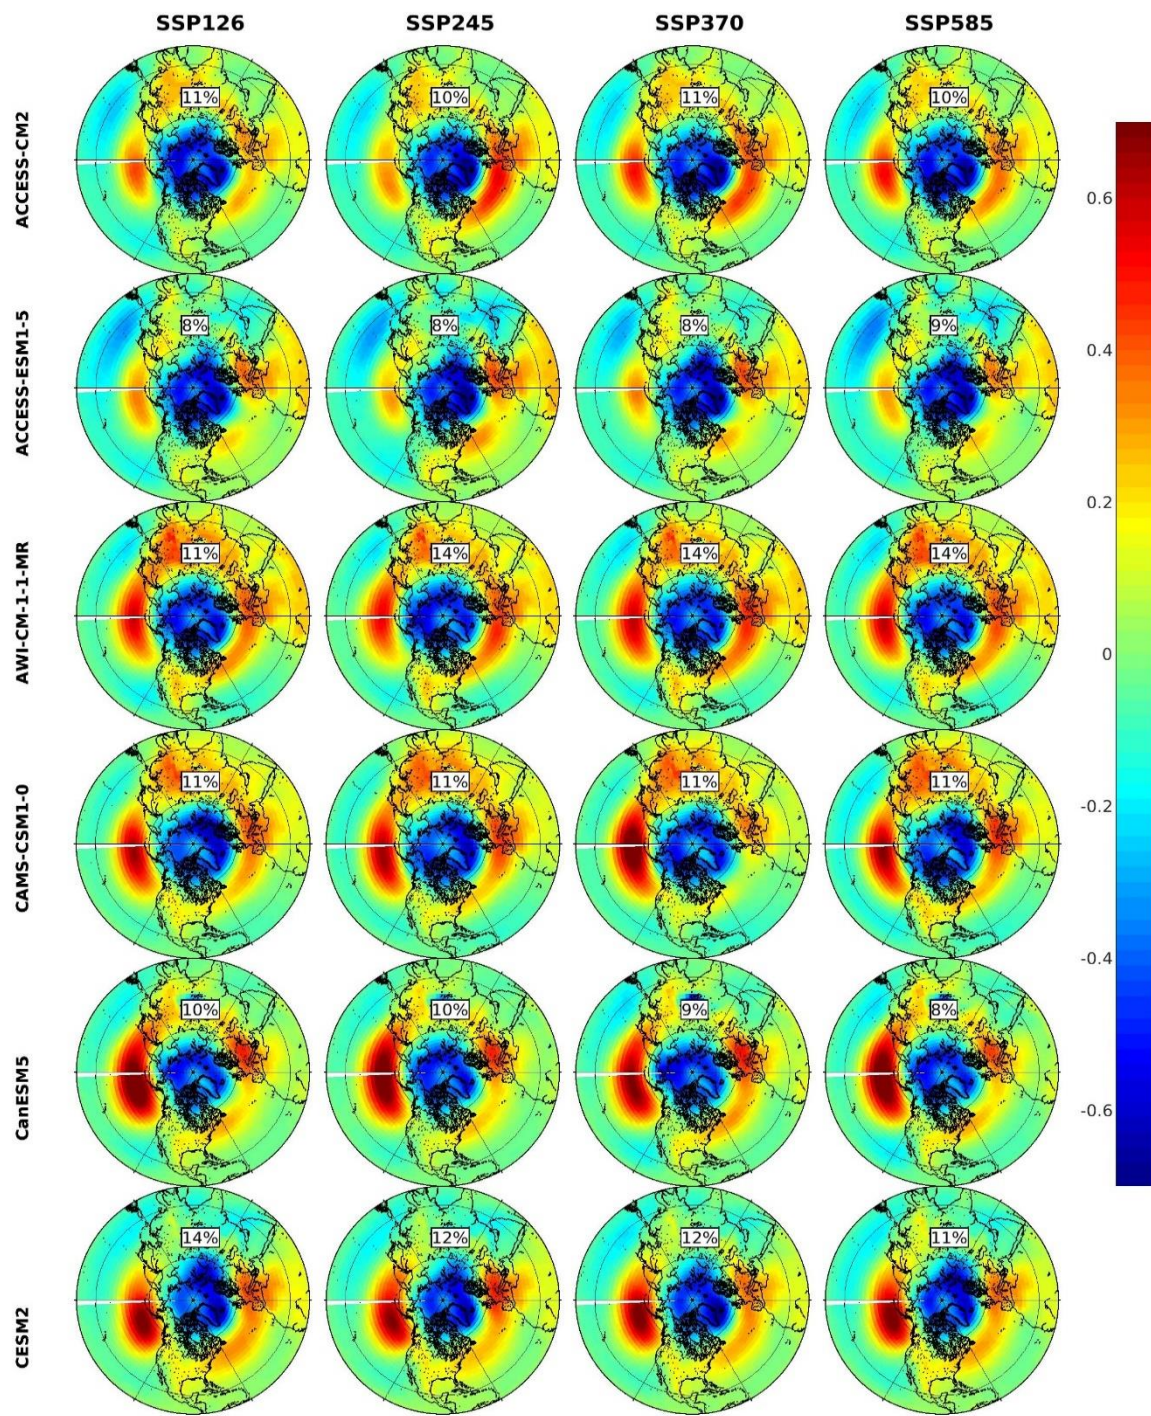 SSP126 SSP245 SSP370 SSP585
ACCESS-CM2
11% 10% 11% 10%
ACCESS-ESM1-5
8% 8% 8% 9%
AWI-CM-1-1-MR
11% 14% 14% 14%
CAMS-CSM1-0
11% 11% 11% 11%
CanESM5
10% 10% 9% 8%
CESM2
14% 12% 12% 11%
0.6
0.4
0.2
0
-0.2
-0.4
-0.6